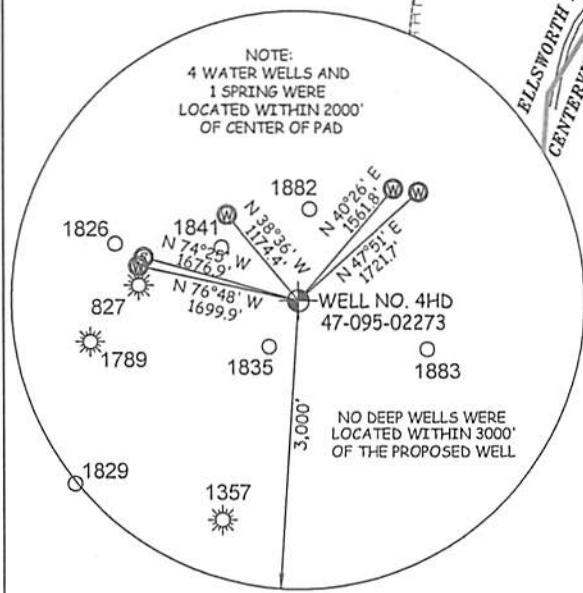 NOTE:
4 WATER WELLS AND
1 SPRING WERE
LOCATED WITHIN 2000'
OF CENTER OF PAD
ELLSWORTH
CENTERV
1882
N 40°26' E
1561.8'
N 47°51' E
1721.7'
1826
1841
N 38°36' W
1174.4'
N 74°25' W
1676.9'
N 76°48' W
1699.9'
W
W
W
W
W
827
WELL NO. 4HD
47-095-02273
1789
1835
1883
3,000'
NO DEEP WELLS WERE
LOCATED WITHIN 3000'
OF THE PROPOSED WELL
1829
1357